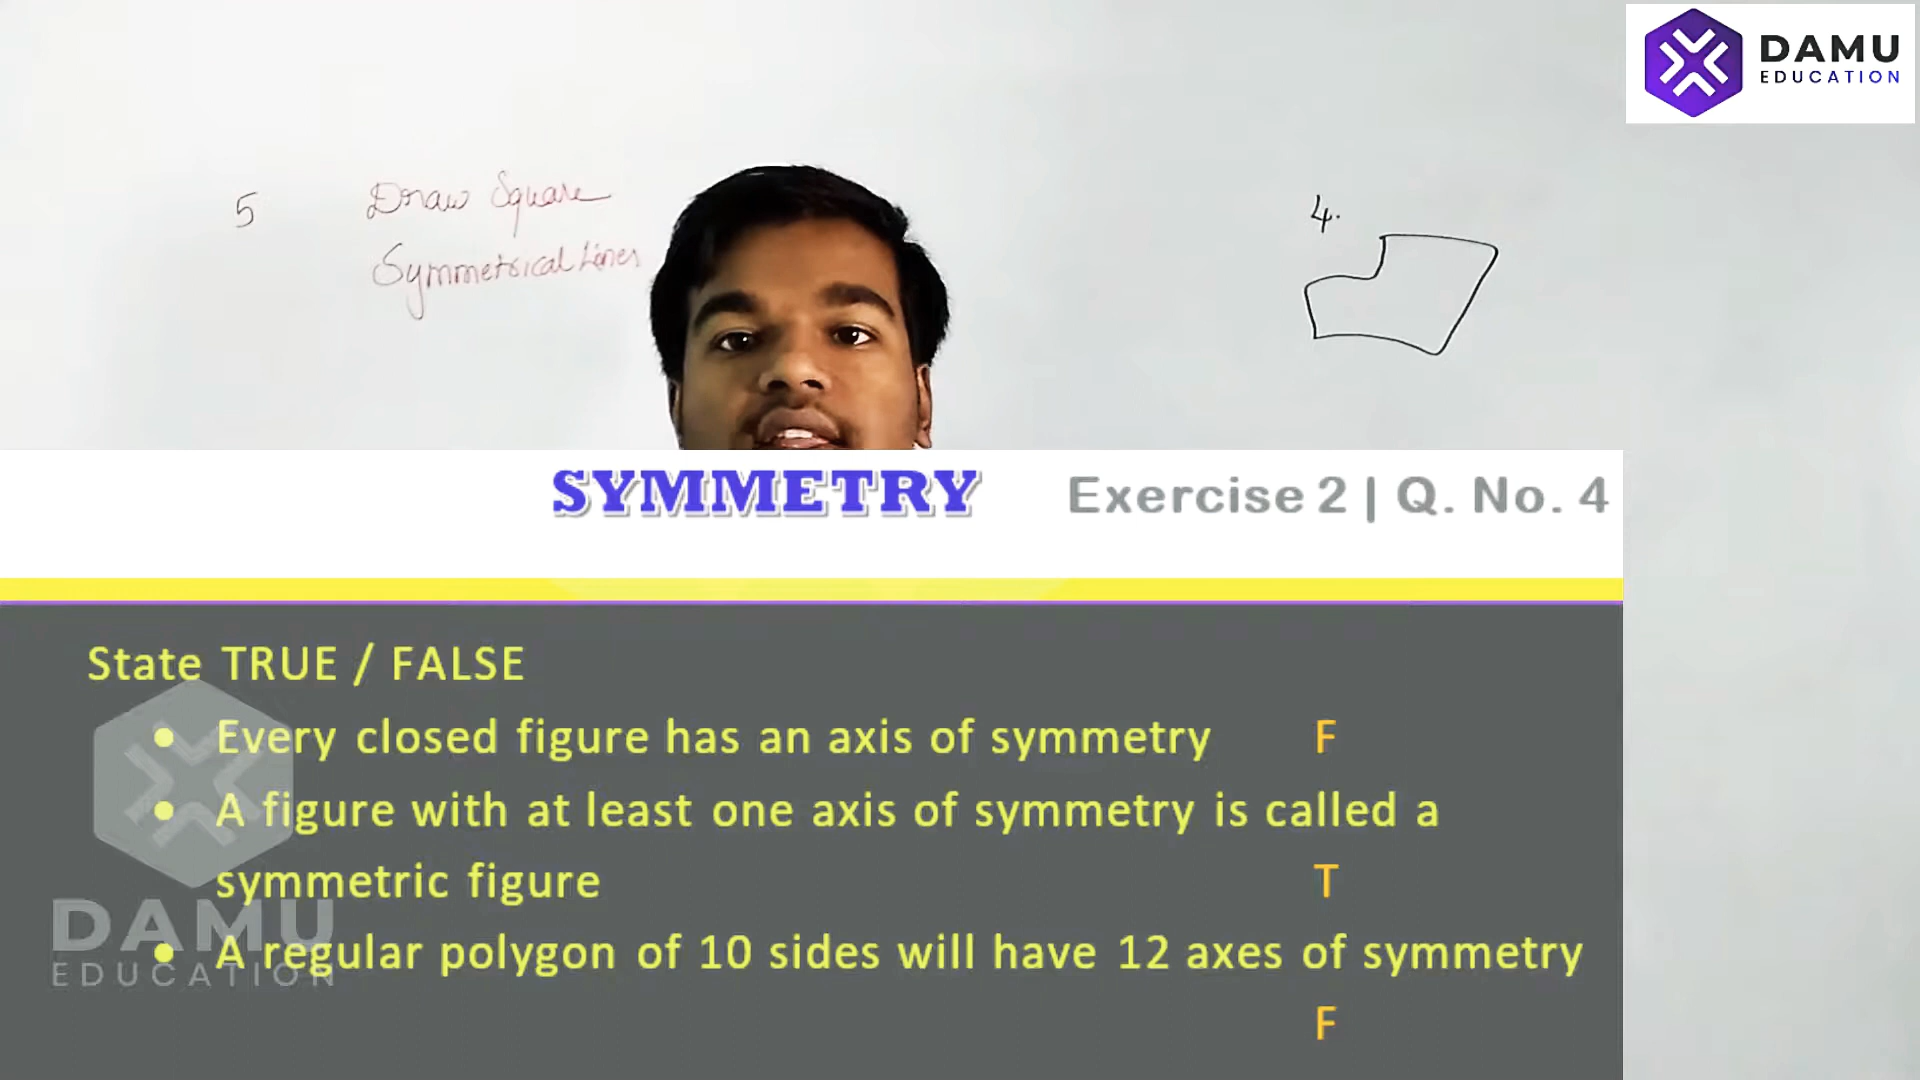 DAMU
EDUCATION
5 Draw Square
Symmetrical Lines
4.
SYMMETRY Exercise 2 | Q. No. 4
State TRUE / FALSE
• Every closed figure has an axis of symmetry F
• A figure with at least one axis of symmetry is called a
symmetric figure T
• A regular polygon of 10 sides will have 12 axes of symmetry
F
DAMU
EDUCATION